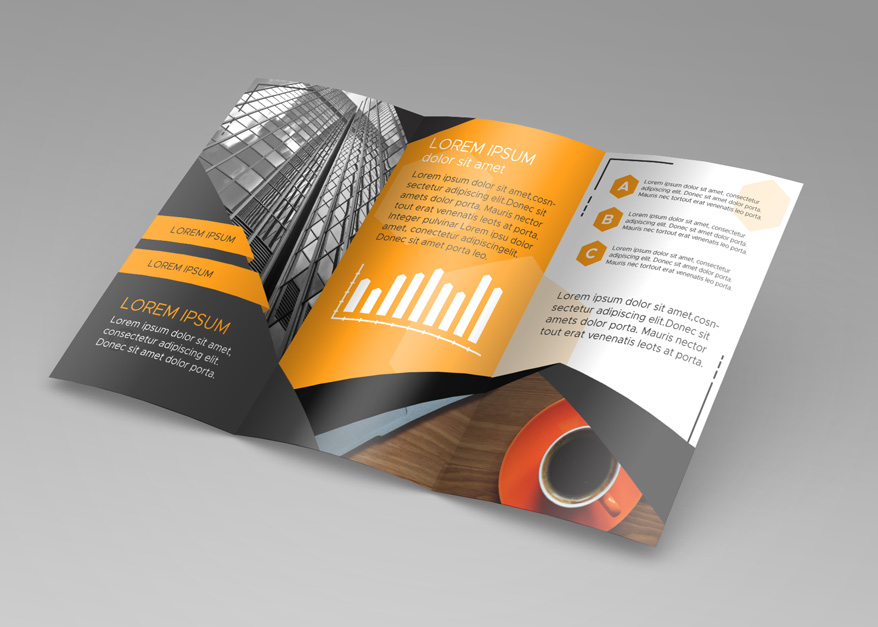 LOREM IPSUM
LOREM IPSUM
LOREM IPSUM
Lorem ipsum dolor sit amet,
consectetur adipiscing elit.
Donec sit amet dolor porta.
LOREM IPSUM
dolor sit amet
Lorem ipsum dolor sit amet,cosn-
sectetur adipiscing elit.Donec sit
amets dolor porta. Mauris nector
tout erat venenatis lorem porta.
Integer pulvinar.Lorem ipsum dolor
amet, conectetur adipiscingelit.
Donec sit amet dolor porta leo.
A
Lorem ipsum dolor sit amet, consectetur
adipiscing elit. Donec sit amet dolor porta.
Mauris nec tortout erat venenatis leo porta.
B
Lorem ipsum dolor sit amet, consectetur
adipiscing elit. Donec sit amet dolor porta.
Mauris nec tortout erat venenatis leo porta.
C
Lorem ipsum dolor sit amet, consectetur
adipiscing elit. Donec sit amet dolor porta.
Mauris nec tortout erat venenatis leo porta.
Lorem ipsum dolor sit amet,cosn-
sectetur adipiscing elit.Donec sit
amets dolor porta. Mauris nector
tout erat venenatis leots at porta.